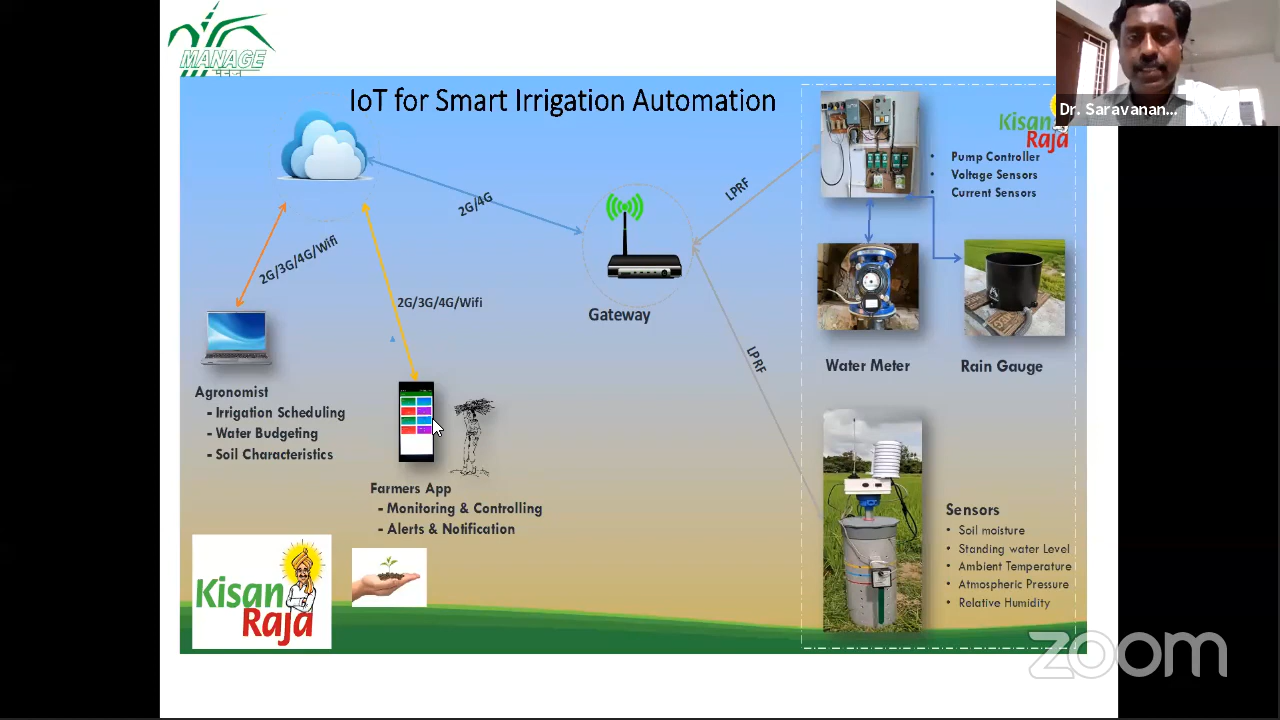 MANAGE
IoT for Smart Irrigation Automation
Dr. Saravanan...
Kisan
Raja
Pump Controller
Voltage Sensors
Current Sensors
LPRF
2G/4G
2G/3G/4G/Wifi
2G/3G/4G/Wifi
Gateway
LPRF
Water Meter
Rain Gauge
Agronomist
- Irrigation Scheduling
- Water Budgeting
- Soil Characteristics
Farmers App
- Monitoring & Controlling
- Alerts & Notification
Sensors
• Soil moisture
• Standing water Level
• Ambient Temperature
• Atmospheric Pressure
• Relative Humidity
Kisan
Raja
zoom